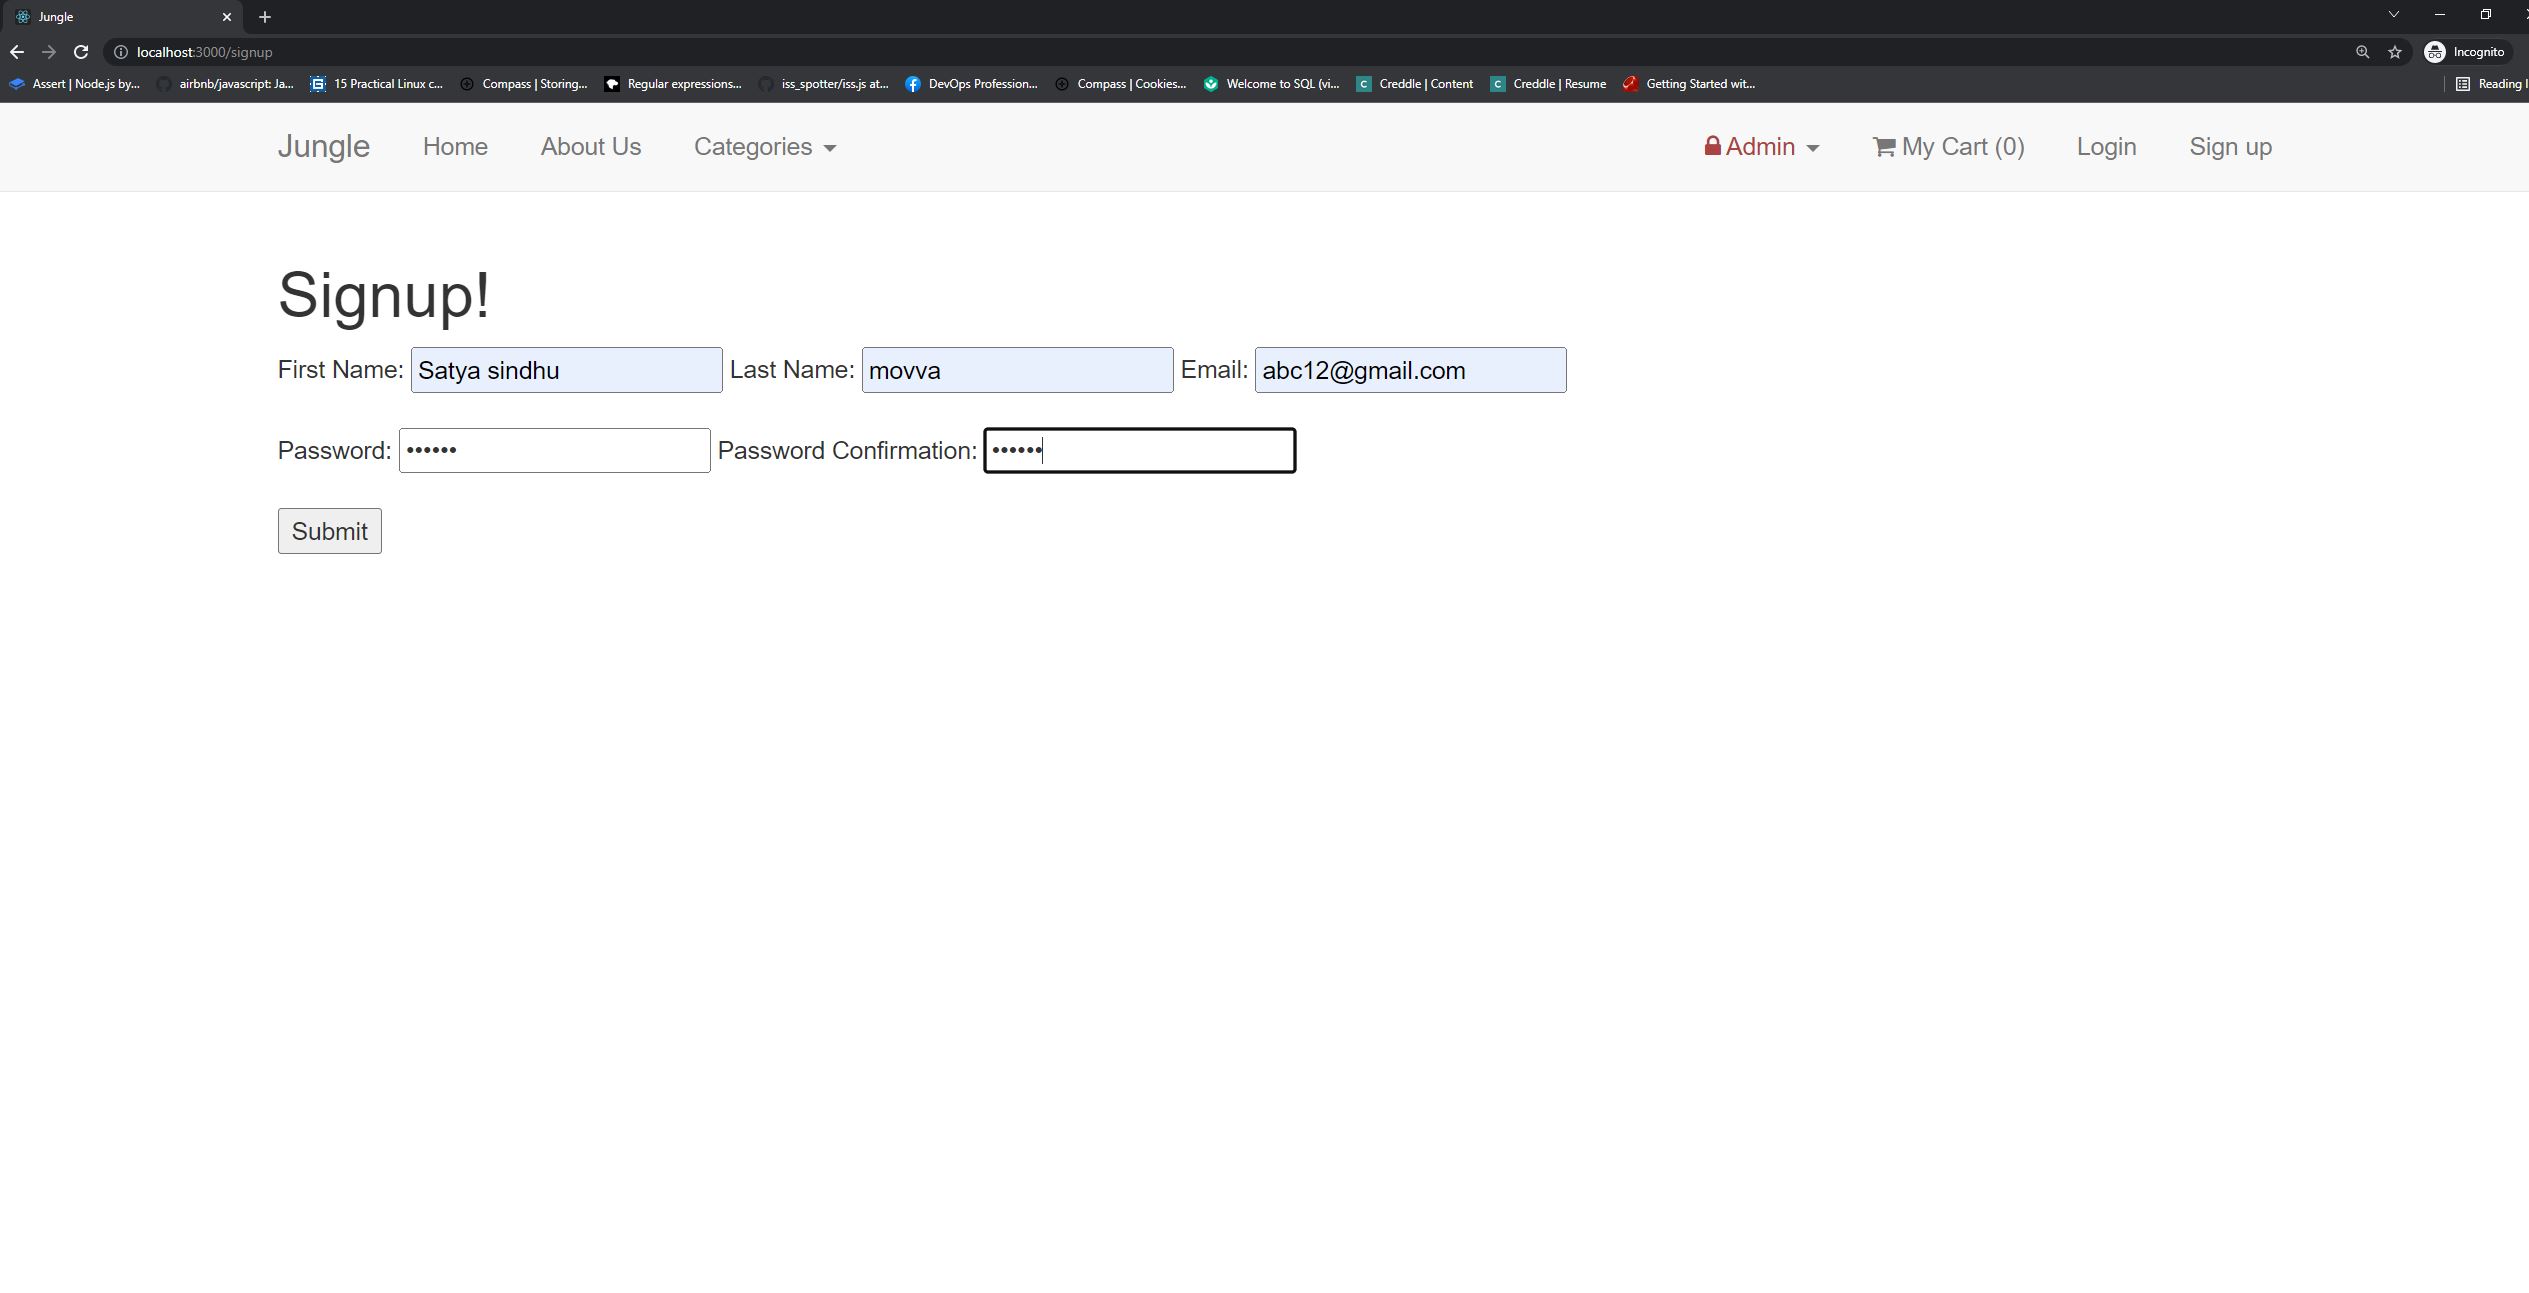 Jungle
localhost:3000/signup
Incognito
Assert | Node.js by... airbnb/javascript: Ja... 15 Practical Linux c... Compass | Storing... Regular expressions... iss_spotter/iss.js at... DevOps Profession... Compass | Cookies... Welcome to SQL (vi... Creddle | Content Creddle | Resume Getting Started wit... Reading
Jungle Home About Us Categories Admin My Cart (0) Login Sign up
Signup!
First Name: Satya sindhu Last Name: movva Email: abc12@gmail.com
Password: •••••• Password Confirmation: ••••••
Submit